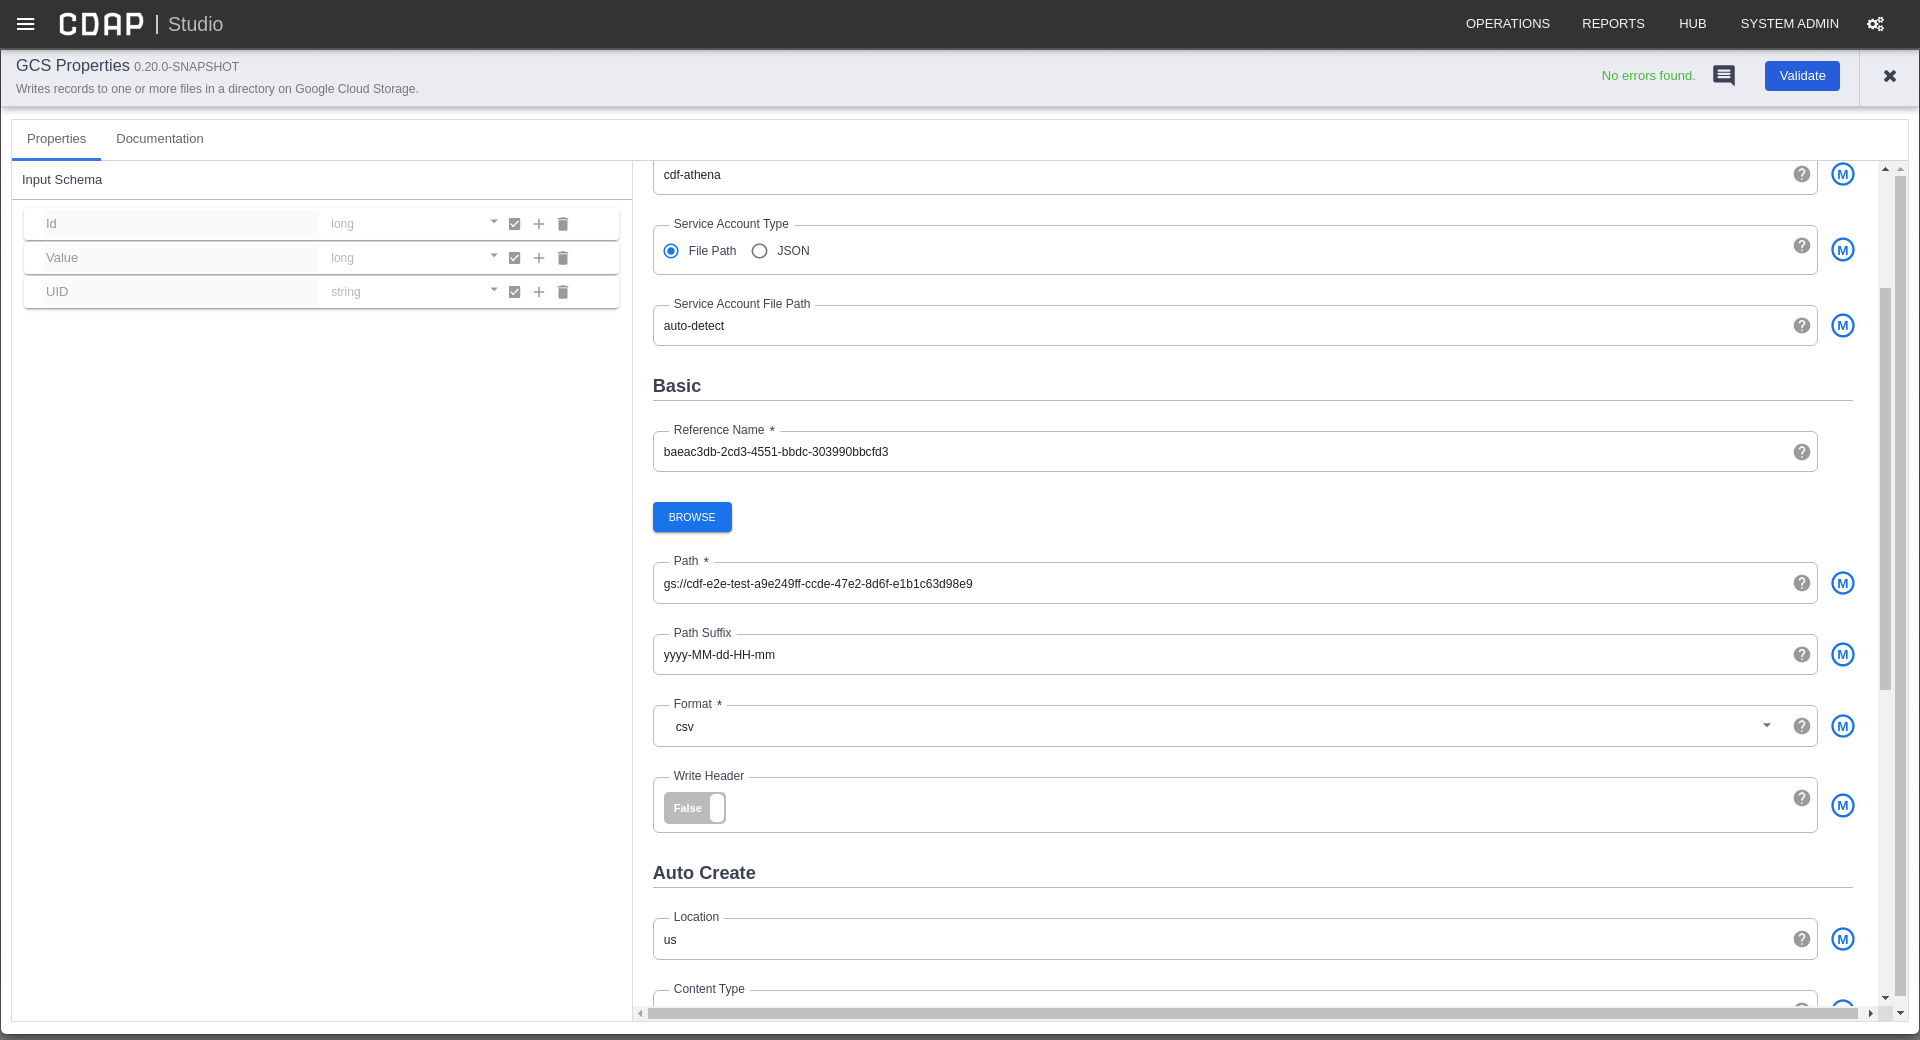 CDAP | Studio
OPERATIONS REPORTS HUB SYSTEM ADMIN
GCS Properties 0.20.0-SNAPSHOT
Writes records to one or more files in a directory on Google Cloud Storage.
No errors found.
Validate
Properties Documentation
Input Schema
Id long
Value long
UID string
cdf-athena
M
Service Account Type
File Path JSON
M
Service Account File Path
auto-detect
M
Basic
Reference Name *
baeac3db-2cd3-4551-bbdc-303990bbcfd3
BROWSE
Path *
gs://cdf-e2e-test-a9e249ff-ccde-47e2-8d6f-e1b1c63d98e9
M
Path Suffix
yyyy-MM-dd-HH-mm
M
Format *
csv
M
Write Header
False
M
Auto Create
Location
us
M
Content Type